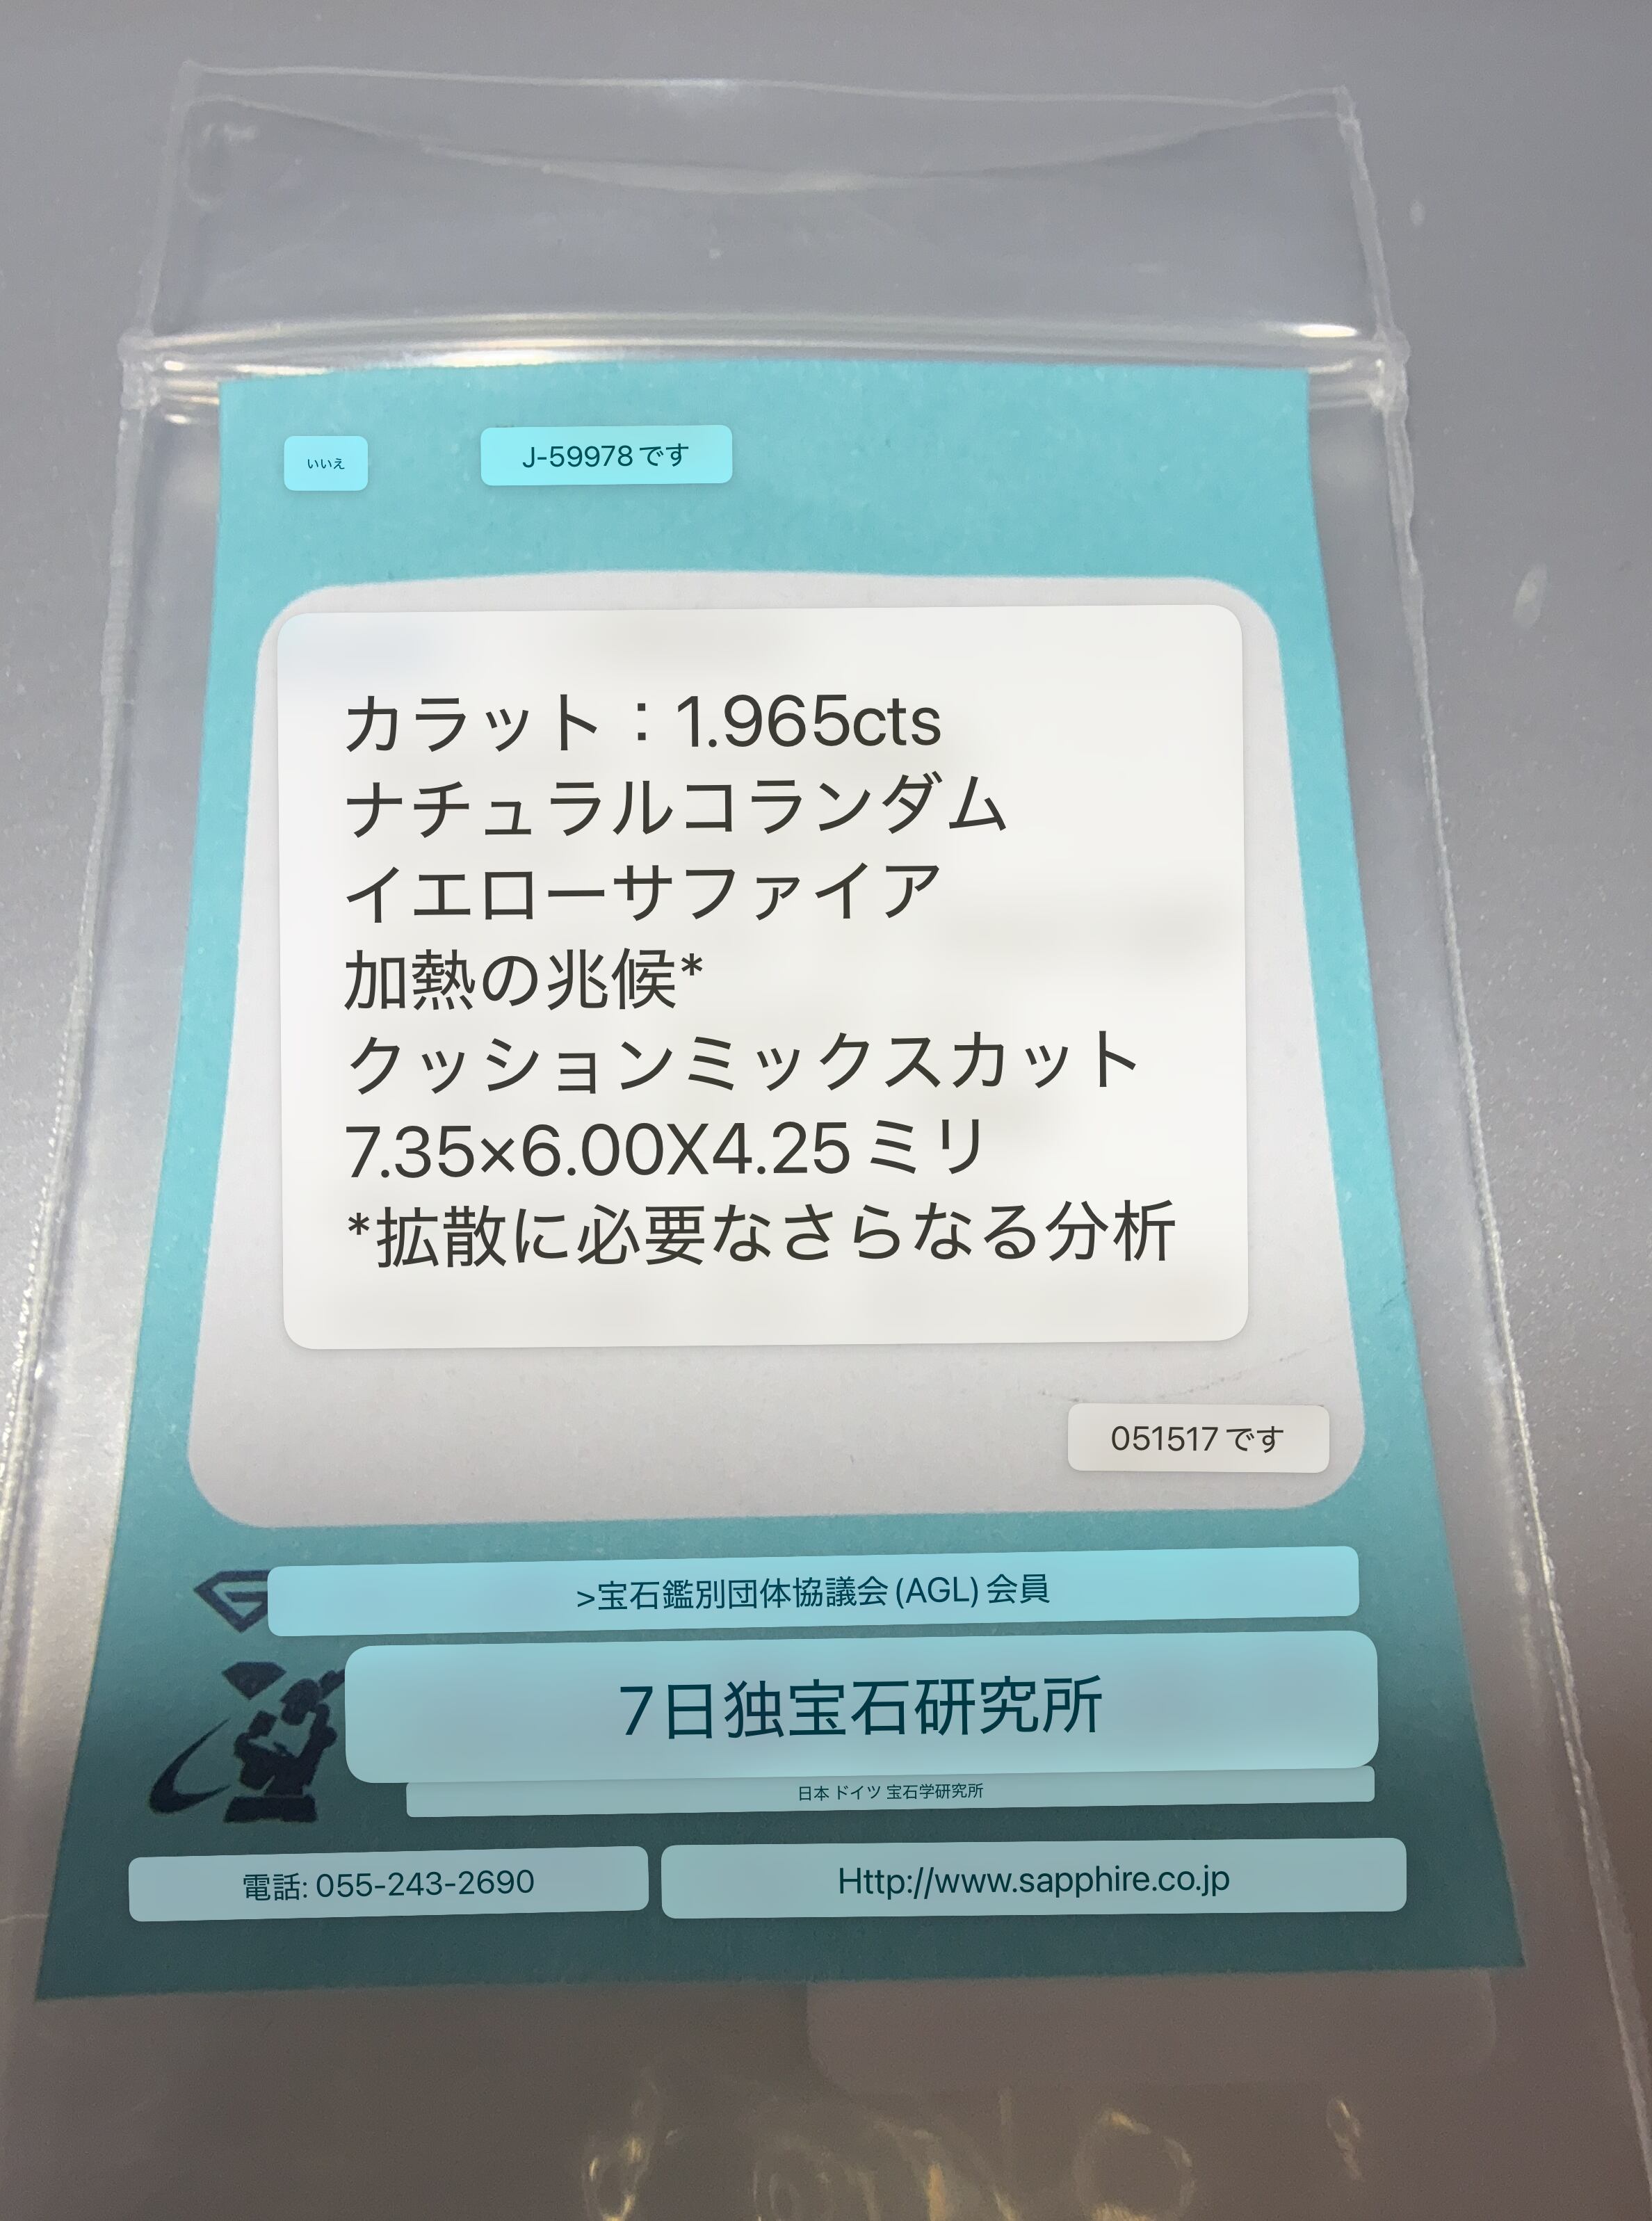 いいえ
J-59978です
カラット：1.965cts
ナチュラルコランダム
イエローサファイア
加熱の兆候*
クッションミックスカット
7.35×6.00X4.25ミリ
*拡散に必要なさらなる分析
051517です
>宝石鑑別団体協議会(AGL)会員
7日独宝石研究所
日本 ドイツ 宝石学研究所
電話: 055-243-2690
Http://www.sapphire.co.jp